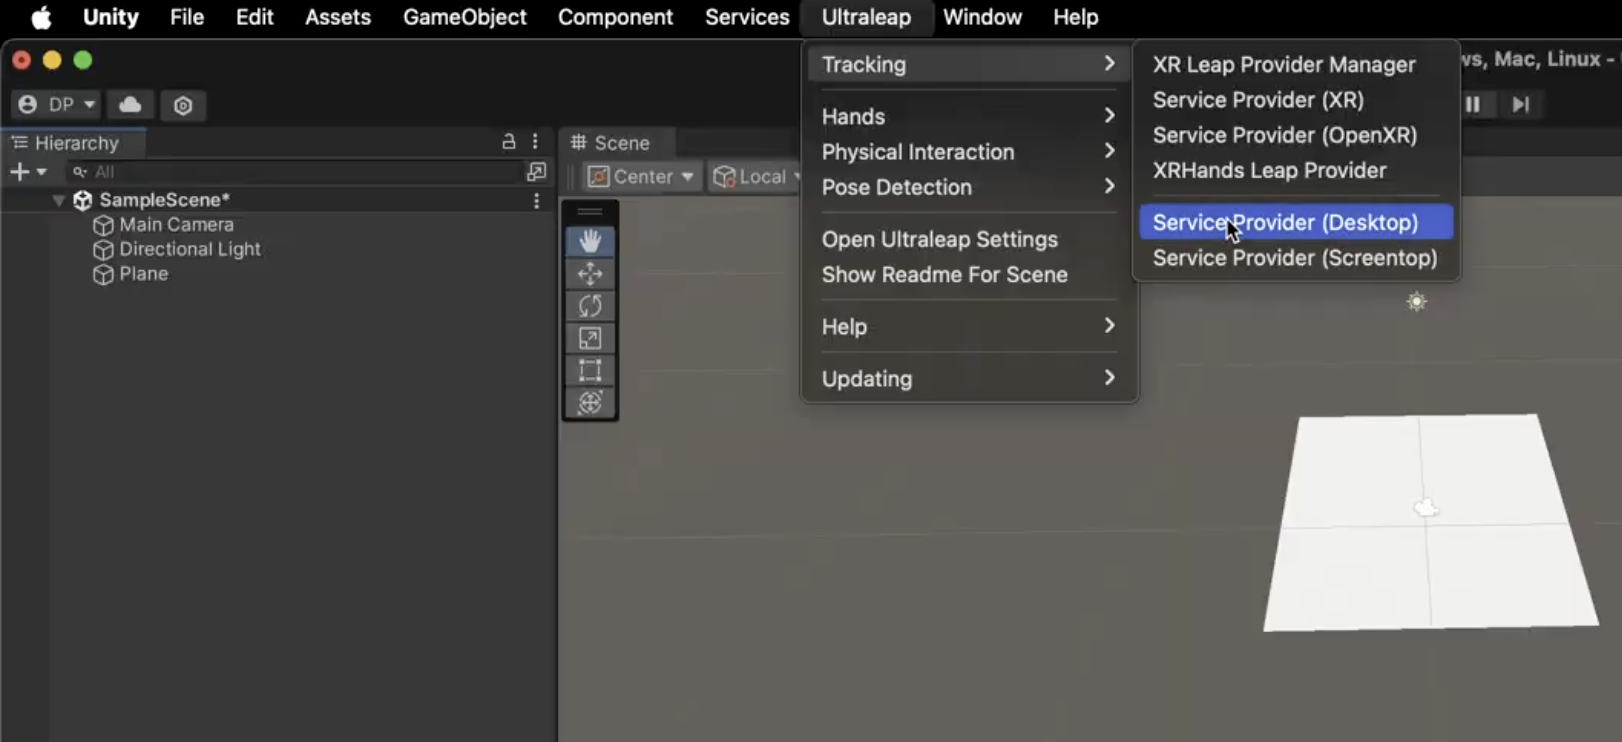 Unity File Edit Assets GameObject Component Services Ultraleap Window Help
ws, Mac, Linux -
DP
Hierarchy
All
SampleScene*
Main Camera
Directional Light
Plane
Scene
Center Local
Tracking
Hands
Physical Interaction
Pose Detection
Open Ultraleap Settings
Show Readme For Scene
Help
Updating
XR Leap Provider Manager
Service Provider (XR)
Service Provider (OpenXR)
XRHands Leap Provider
Service Provider (Desktop)
Service Provider (Screentop)